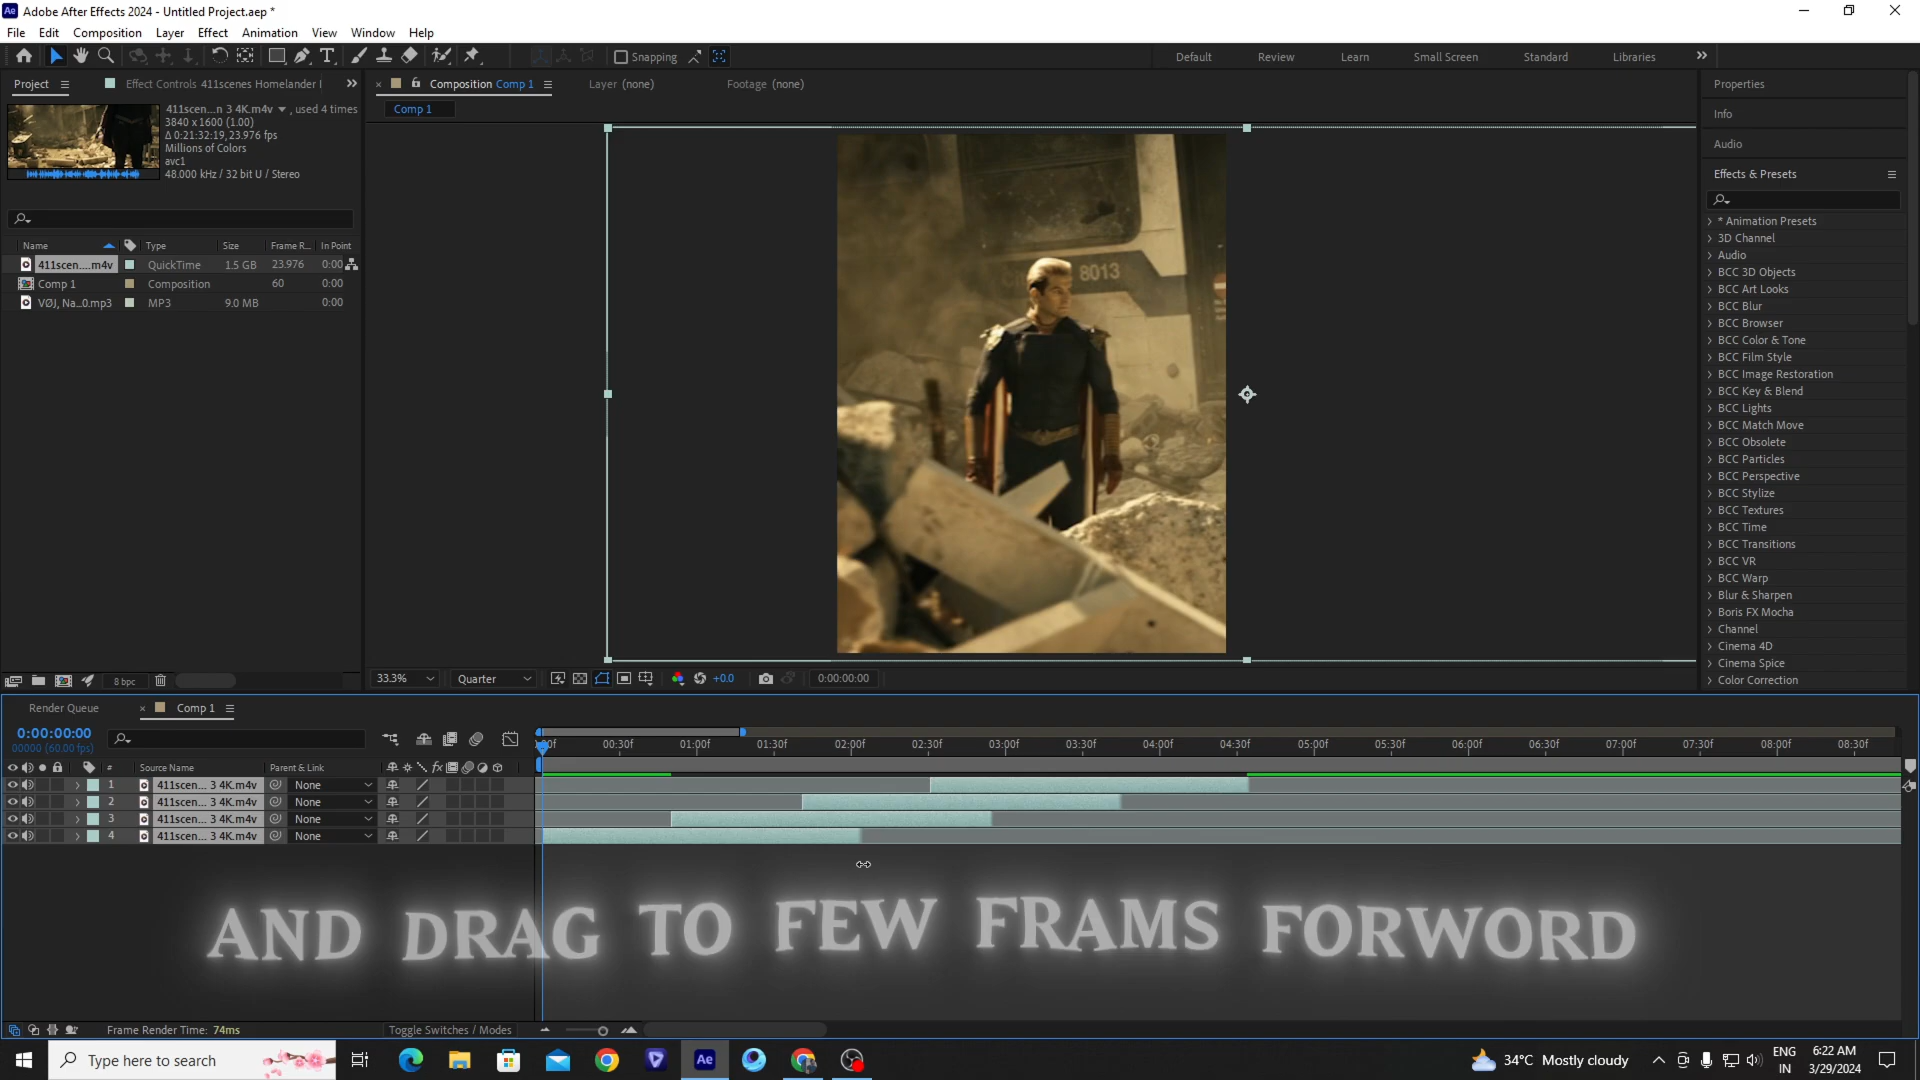 Adobe After Effects 2024 - Untitled Project.aep *
File Edit Composition Layer Effect Animation View Window Help
Snapping
Default Review Learn Small Screen Standard Libraries
Project Effect Controls 411scenes Homelander I
Composition Comp 1 Layer (none) Footage (none)
Comp 1
411scen...n 3 4K.m4v , used 4 times
3840 x 1600 (1.00)
Δ 0:21:32:19, 23.976 fps
Millions of Colors
avc1
48.000 kHz / 32 bit U / Stereo
Name Type Size Frame R... In Point
411scen....m4v QuickTime 1.5 GB 23.976 0:00
Comp 1 Composition 60 0:00
VØJ, Na...0.mp3 MP3 9.0 MB 0:00
8 bpc
8013
33.3% Quarter +0.0 0:00:00:00
Properties
Info
Audio
Effects & Presets
* Animation Presets
3D Channel
Audio
BCC 3D Objects
BCC Art Looks
BCC Blur
BCC Browser
BCC Color & Tone
BCC Film Style
BCC Image Restoration
BCC Key & Blend
BCC Lights
BCC Match Move
BCC Obsolete
BCC Particles
BCC Perspective
BCC Stylize
BCC Textures
BCC Time
BCC Transitions
BCC VR
BCC Warp
Blur & Sharpen
Boris FX Mocha
Channel
Cinema 4D
Cinema Spice
Color Correction
Render Queue Comp 1
0:00:00:00
00000 (60.00 fps)
00:30f 01:00f 01:30f 02:00f 02:30f 03:00f 03:30f 04:00f 04:30f 05:00f 05:30f 06:00f 06:30f 07:00f 07:30f 08:00f 08:30f
# Source Name Parent & Link
1 411scen... 3 4K.m4v None
2 411scen... 3 4K.m4v None
3 411scen... 3 4K.m4v None
4 411scen... 3 4K.m4v None
AND DRAG TO FEW FRAMS FORWORD
Frame Render Time: 74ms Toggle Switches / Modes
Type here to search
34°C Mostly cloudy
ENG
IN
6:22 AM
3/29/2024